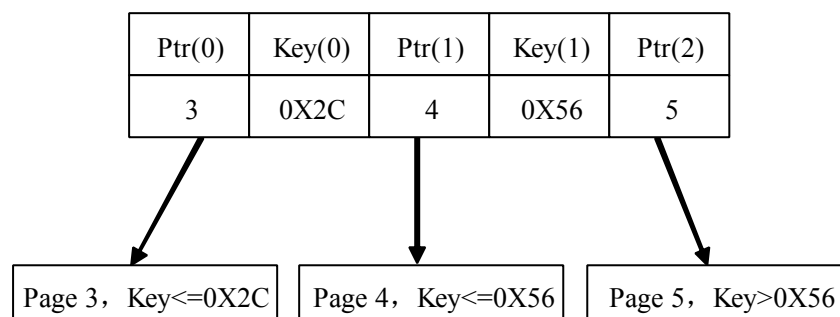 Ptr(0) Key(0) Ptr(1) Key(1) Ptr(2)
3 0X2C 4 0X56 5
Page 3，Key<=0X2C Page 4，Key<=0X56 Page 5，Key>0X56